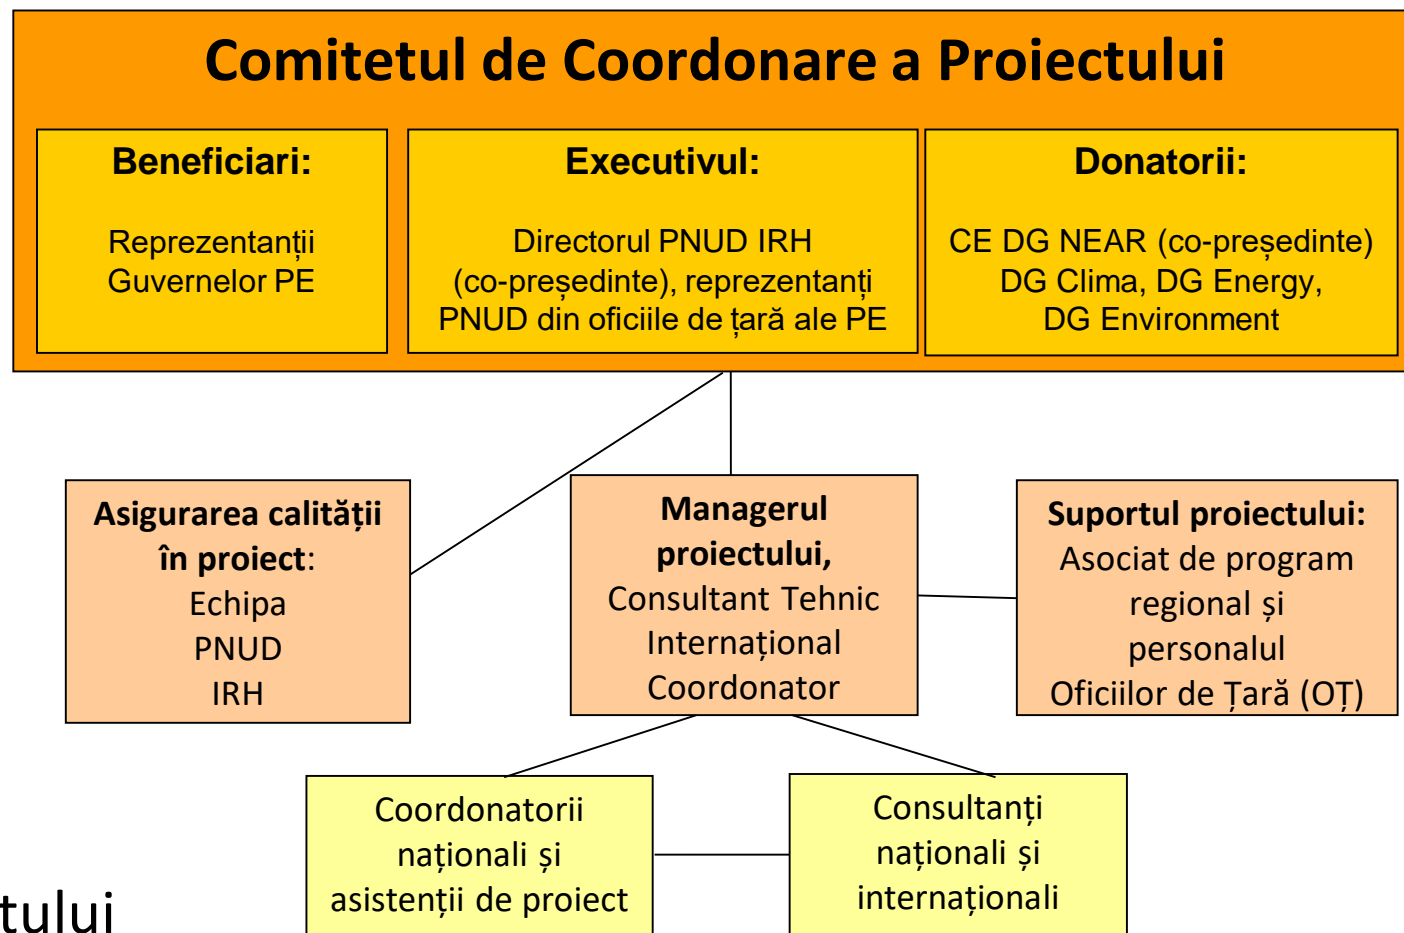 Comitetul de Coordonare a Proiectului
Beneficiari:
Reprezentanții
Guvernelor PE
Executivul:
Directorul PNUD IRH
(co-președinte), reprezentanți
PNUD din oficiile de țară ale PE
Donatorii:
CE DG NEAR (co-președinte)
DG Clima, DG Energy,
DG Environment
Asigurarea calității
în proiect:
Echipa
PNUD
IRH
Managerul
proiectului,
Consultant Tehnic
Internațional
Coordonator
Suportul proiectului:
Asociat de program
regional și
personalul
Oficiilor de Țară (OȚ)
Coordonatorii
naționali și
asistenții de proiect
Consultanți
naționali și
internaționali
tului